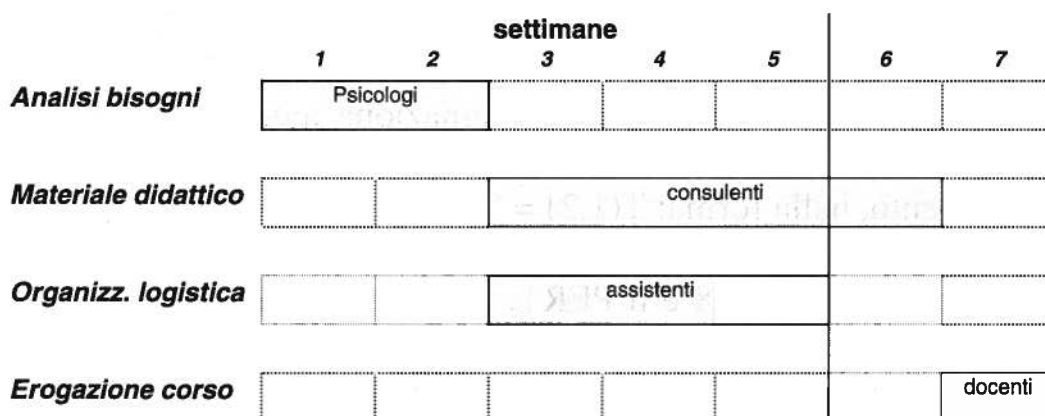 settimane
1 2 3 4 5 6 7
Analisi bisogni Psicologi
Materiale didattico consulenti
Organizz. logistica assistenti
Erogazione corso docenti